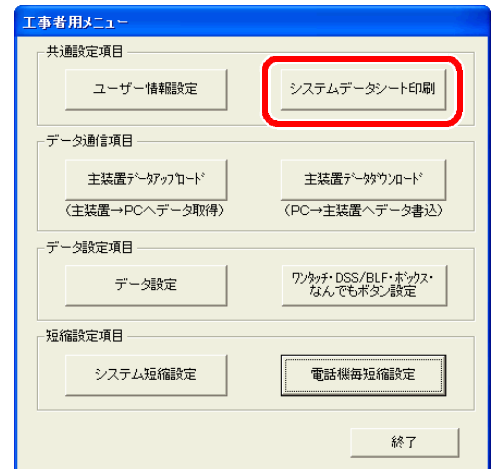 工事者用メニュー
共通設定項目
ユーザー情報設定
システムデータシート印刷
データ通信項目
主装置ﾃﾞｰﾀｱｯﾌﾟﾛｰﾄﾞ
主装置ﾃﾞｰﾀﾀﾞｳﾝﾛｰﾄﾞ
(主装置→PCへデータ取得)
(PC→主装置へデータ書込)
データ設定項目
データ設定
ﾜﾝﾀｯﾁ・DSS/BLF・ﾎﾞｯｸｽ・
なんでもボタン設定
短縮設定項目
システム短縮設定
電話機毎短縮設定
終了